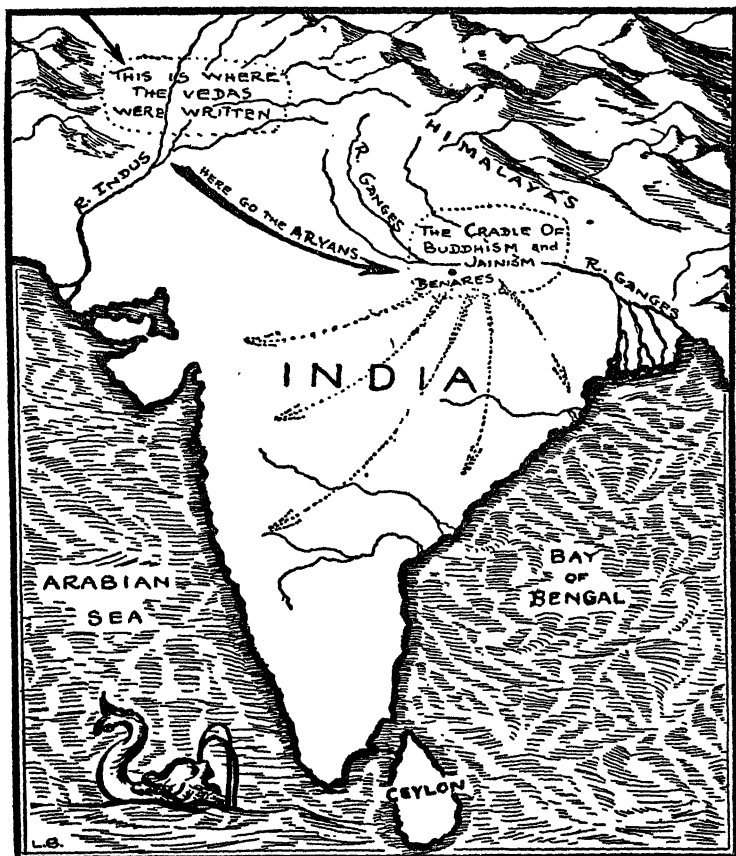 THIS IS WHERE
THE VEDAS
WERE WRITTEN
HIMALAYAS
R. INDUS
R. GANGES
HERE GO THE ARYANS
THE CRADLE OF
BUDDHISM and
JAINISM
BENARES
R. GANGES
INDIA
ARABIAN
SEA
BAY
OF
BENGAL
CEYLON
L.B.